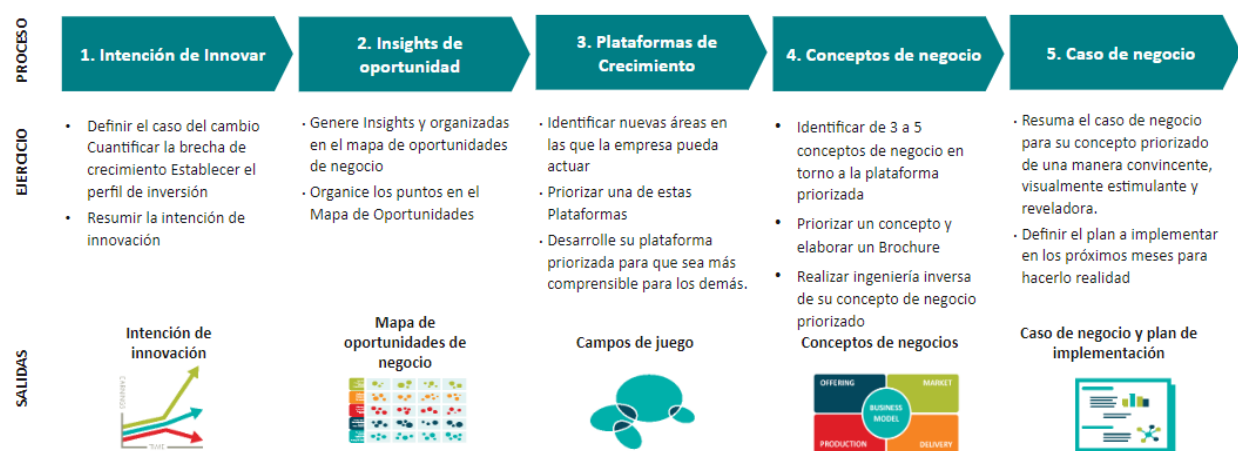 PROCESO
1. Intención de Innovar
2. Insights de
oportunidad
3. Plataformas de
Crecimiento
4. Conceptos de negocio
5. Caso de negocio
EJERCICIO
• Definir el caso del cambio
Cuantificar la brecha de
crecimiento Establecer el
perfil de inversión
• Resumir la intención de
innovación
· Genere Insights y organizadas
en el mapa de oportunidades
de negocio
· Organice los puntos en el
Mapa de Oportunidades
· Identificar nuevas áreas en
las que la empresa pueda
actuar
· Priorizar una de estas
Plataformas
· Desarrolle su plataforma
priorizada para que sea más
comprensible para los demás.
• Identificar de 3 a 5
conceptos de negocio en
torno a la plataforma
priorizada
• Priorizar un concepto y
elaborar un Brochure
• Realizar ingeniería inversa
de su concepto de negocio
priorizado
· Resuma el caso de negocio
para su concepto priorizado
de una manera convincente,
visualmente estimulante y
reveladora.
· Definir el plan a implementar
en los próximos meses para
hacerlo realidad
SALIDAS
Intención de
innovación
EARNINGS
TIME
Mapa de
oportunidades de
negocio
Campos de juego
Conceptos de negocios
OFFERING
MARKET
BUSINESS
MODEL
PRODUCTION
DELIVERY
Caso de negocio y plan de
implementación